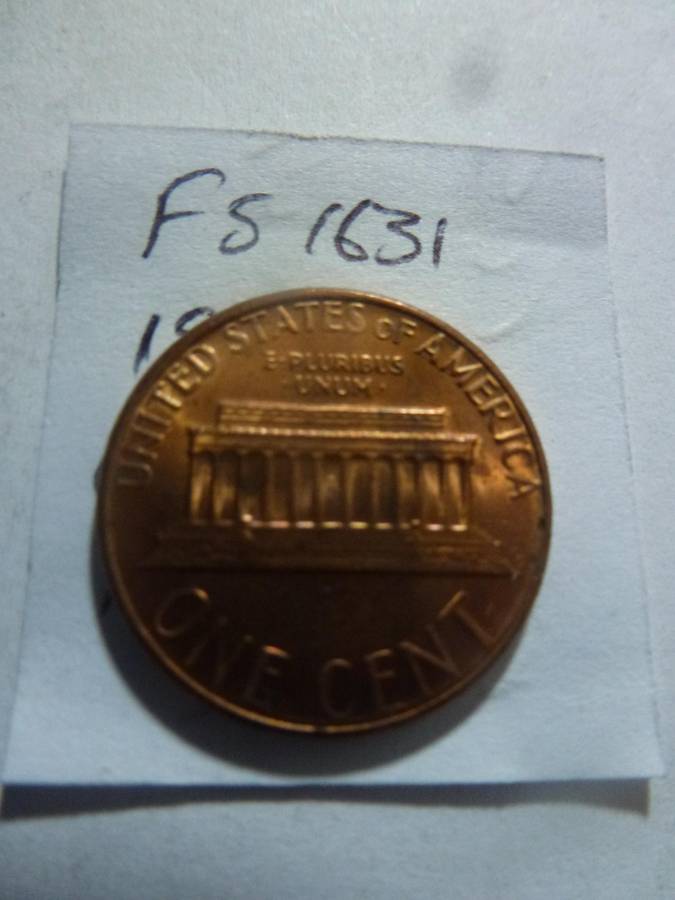 FS 1631
UNITED STATES OF AMERICA
E·PLURIBUS
·UNUM·
ONE CENT